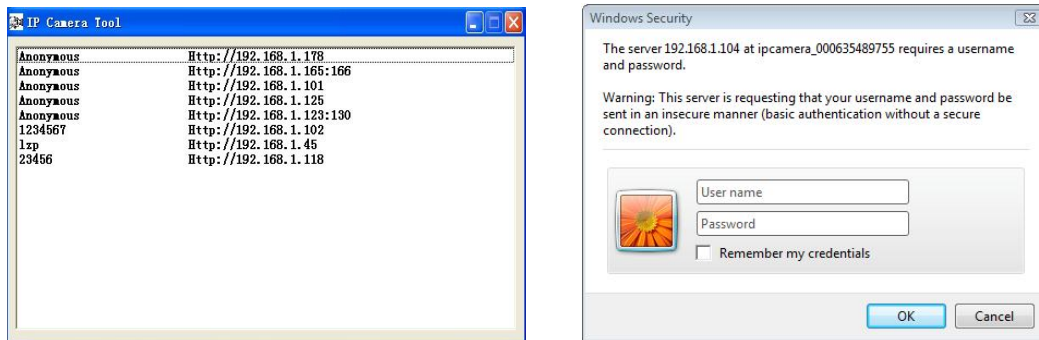 IP Camera Tool
Anonymous Http://192.168.1.178
Anonymous Http://192.168.1.165:166
Anonymous Http://192.168.1.101
Anonymous Http://192.168.1.125
Anonymous Http://192.168.1.123:130
1234567 Http://192.168.1.102
lzp Http://192.168.1.45
23456 Http://192.168.1.118
Windows Security
The server 192.168.1.104 at ipcamera_000635489755 requires a username
and password.
Warning: This server is requesting that your username and password be
sent in an insecure manner (basic authentication without a secure
connection).
User name
Password
Remember my credentials
OK Cancel